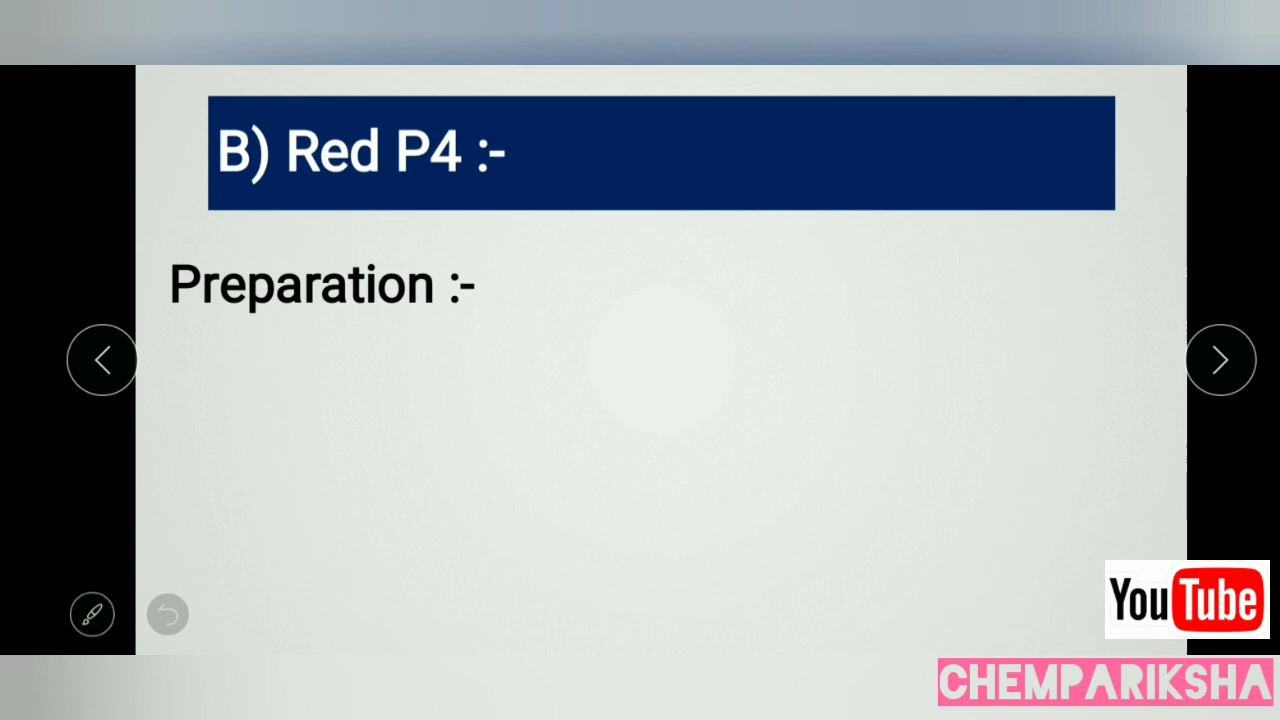 B) Red P4 :-
Preparation :-
YouTube
CHEMPARIKSHA